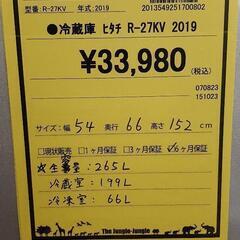 型番: R-27KV 年式: 2019
2013549251700802
●冷蔵庫 ヒタチ R-27KV 2019
¥33,980
(税込)
070823
151023
サイズ:幅 54 奥行 66 高さ 152 cm
□現状販売 □1ヶ月保証 □3ヶ月保証 ☑6ヶ月保証
265L
冷蔵室:199L
冷凍室:66L
The Jungle-Jungle